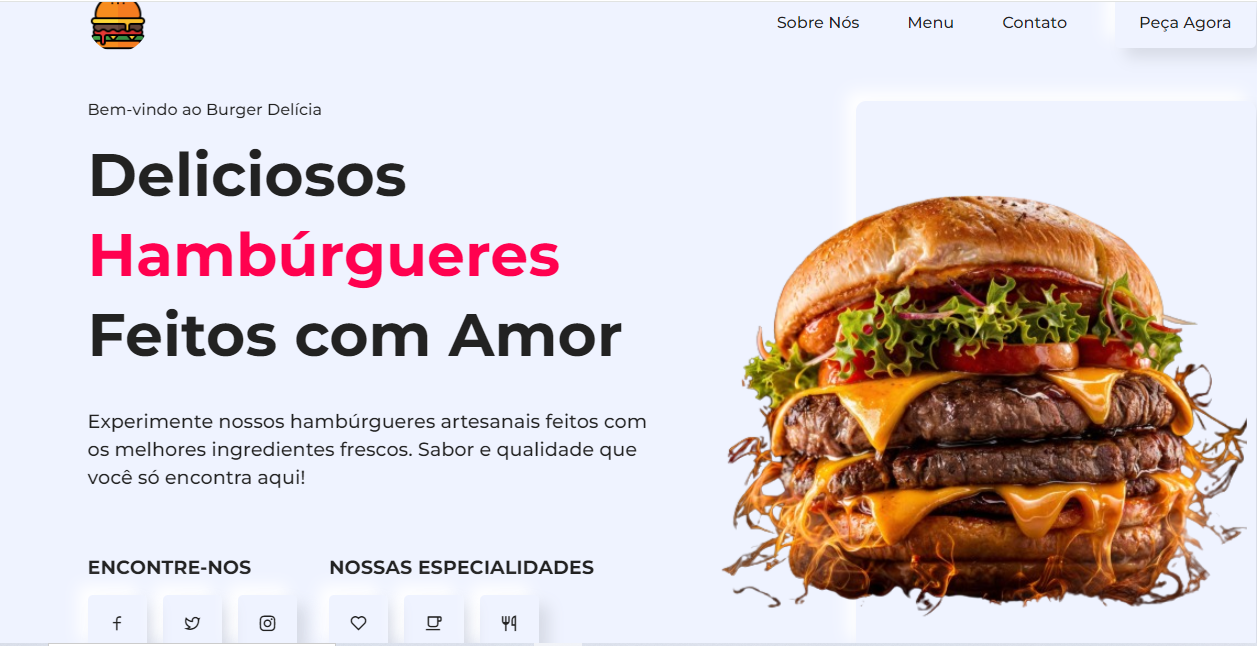 Sobre Nós
Menu
Contato
Peça Agora
Bem-vindo ao Burger Delícia
Deliciosos
Hambúrgueres
Feitos com Amor
Experimente nossos hambúrgueres artesanais feitos com
os melhores ingredientes frescos. Sabor e qualidade que
você só encontra aqui!
ENCONTRE-NOS
NOSSAS ESPECIALIDADES